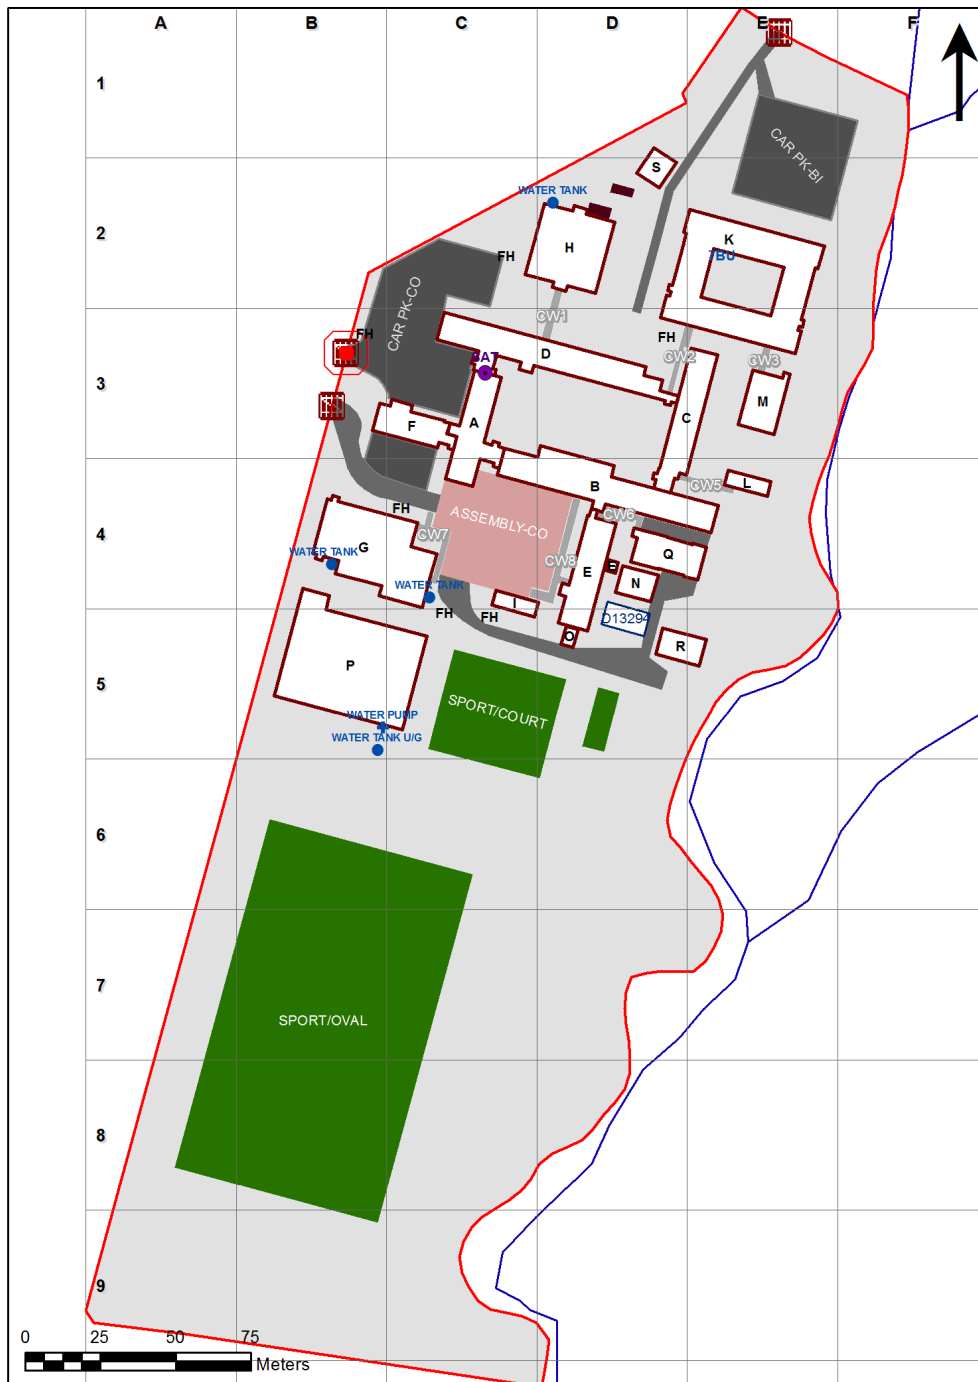 A B C D E F
1
CAR PK-BI
S
WATER TANK
2
K
H
7BU
FH
CAR PK-CO
CW1
FH
FH
D
CW2
CW3
BAT
3
M
A
C
F
L
B
CW5
FH
ASSEMBLY-CO
CW6
CW7
4
G
WATER TANK
Q
CW8
E
N
WATER TANK
I
FH
FH
D13294
O
R
P
5
SPORT/COURT
WATER PUMP
WATER TANK U/G
6
7
SPORT/OVAL
8
9
0 25 50 75
Meters